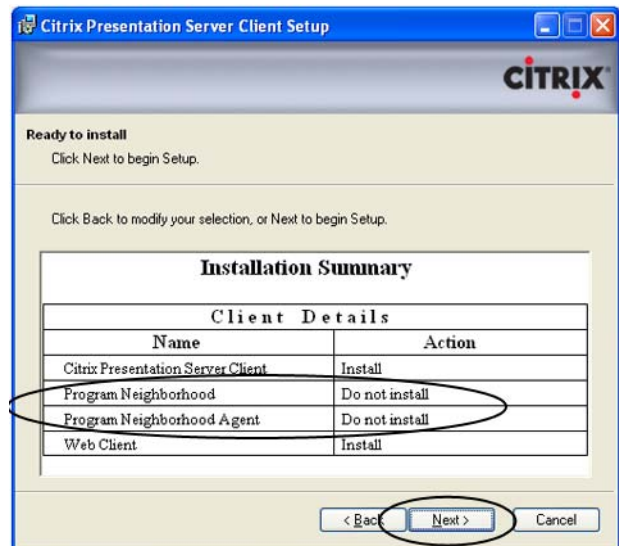 Citrix Presentation Server Client Setup
CITRIX
Ready to install
Click Next to begin Setup.
Click Back to modify your selection, or Next to begin Setup.
Installation Summary
Client Details
Name Action
Citrix Presentation Server Client Install
Program Neighborhood Do not install
Program Neighborhood Agent Do not install
Web Client Install
< Back Next > Cancel